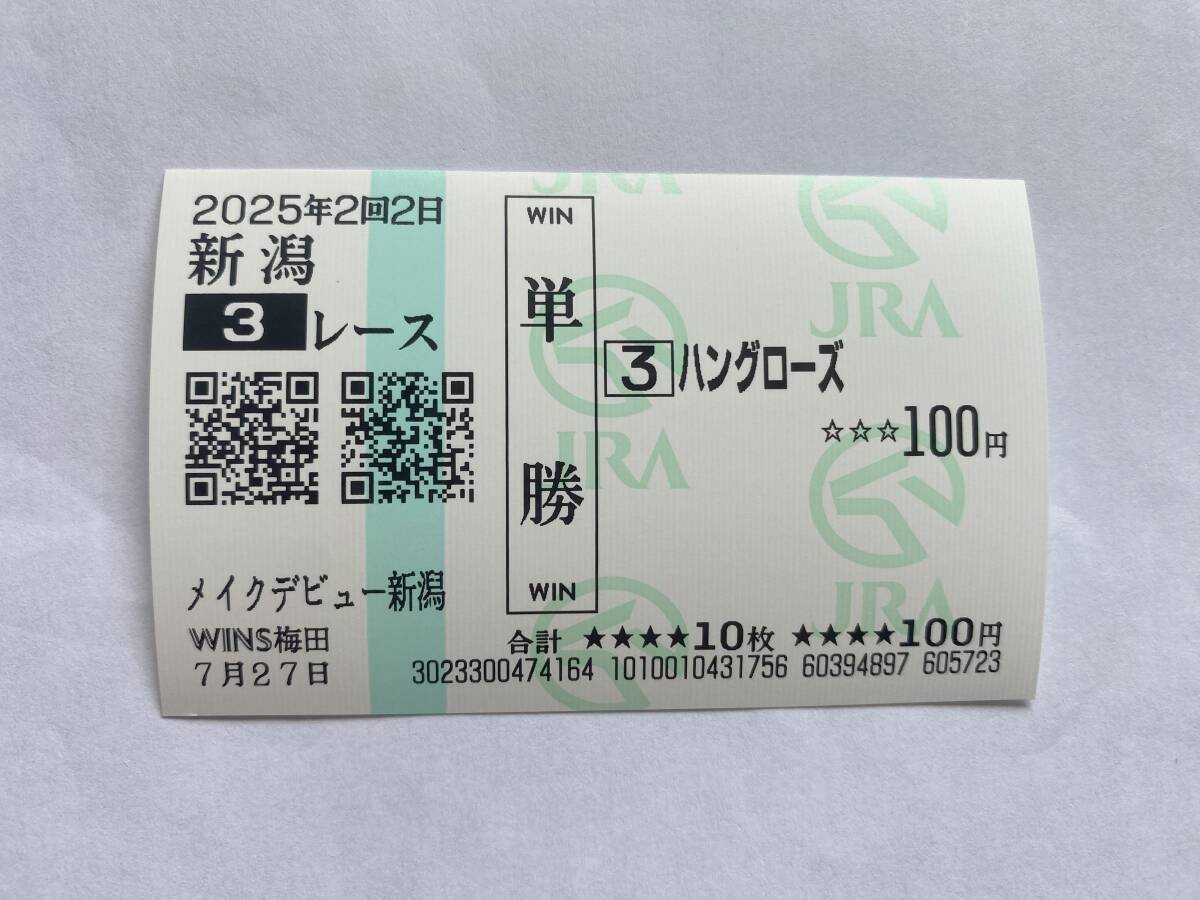 2025年2回2日
新潟
3レース
メイクデビュー新潟
WINS梅田
7月27日
WIN
単勝
WIN
3ハングローズ
☆☆☆100円
合計 ★★★★10枚 ★★★★100円
3023300474164 1010010431756 60394897 605723
JRA
JRA
JRA
JRA